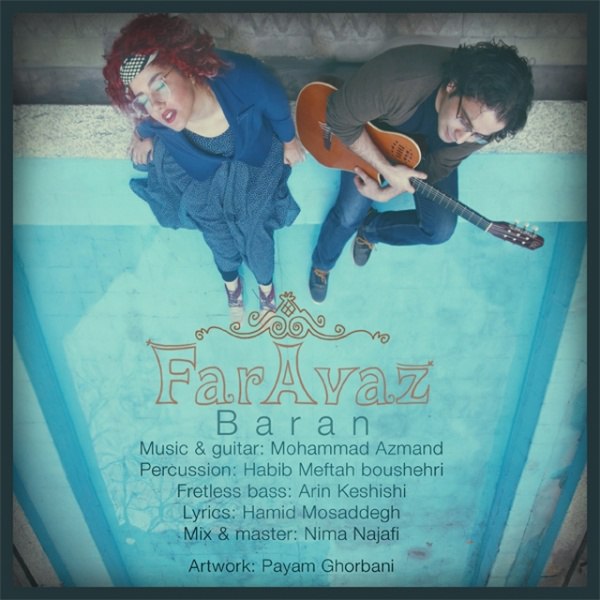 FarAvaz
Baran
Music & guitar: Mohammad Azmand
Percussion: Habib Meftah boushehri
Fretless bass: Arin Keshishi
Lyrics: Hamid Mosaddegh
Mix & master: Nima Najafi
Artwork: Payam Ghorbani